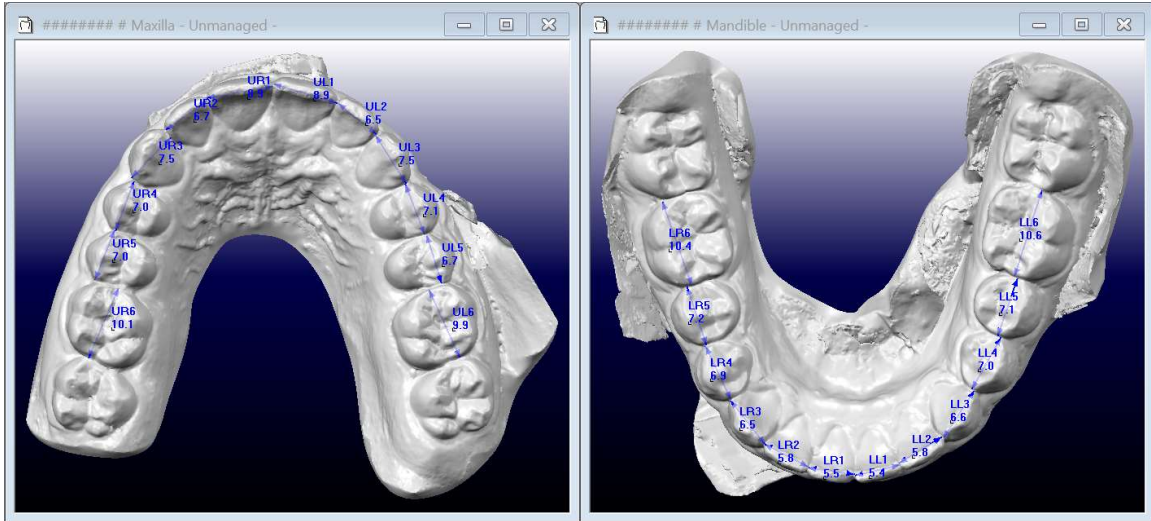 ######## # Maxilla - Unmanaged -
UR1
8.9
UL1
8.9
UR2
6.7
UL2
6.5
UR3
7.5
UL3
7.5
UR4
7.0
UL4
7.1
UR5
7.0
UL5
6.7
UR6
10.1
UL6
9.9
######## # Mandible - Unmanaged -
LR6
10.4
LL6
10.6
LR5
7.2
LL5
7.1
LR4
6.9
LL4
7.0
LR3
6.5
LL3
6.6
LR2
5.8
LL2
5.8
LR1
5.5
LL1
5.4